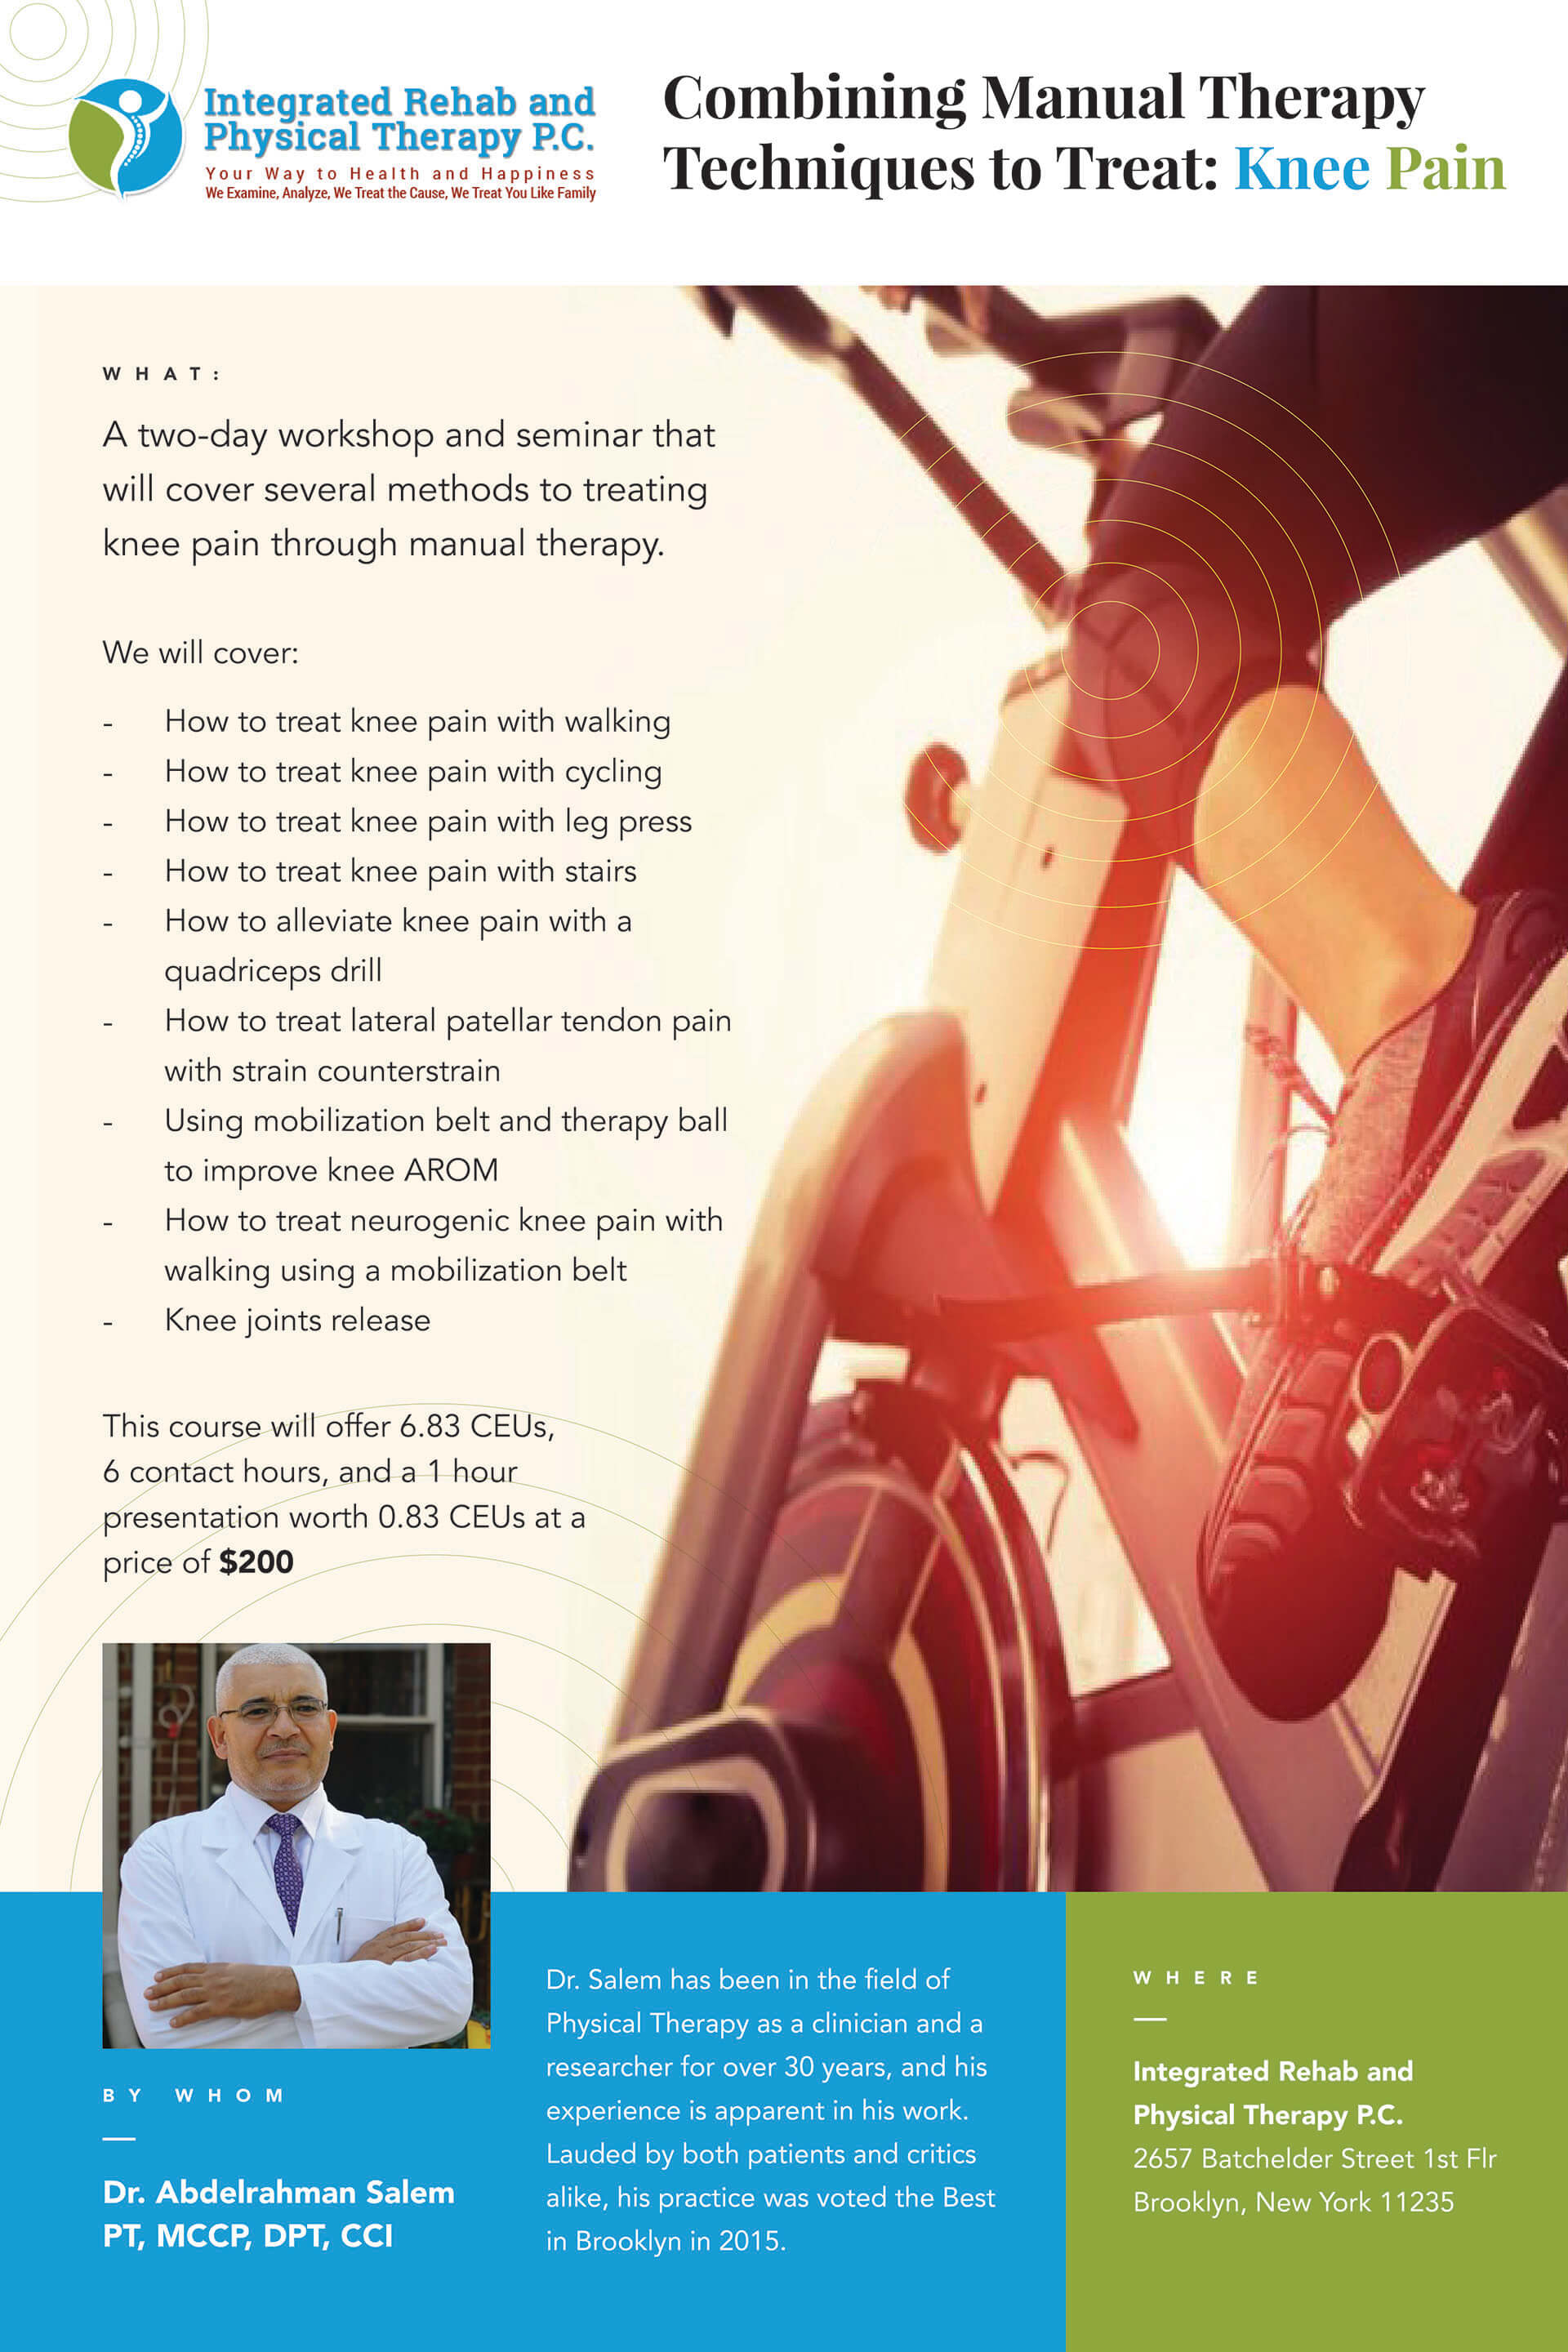 Integrated Rehab and
Physical Therapy P.C.
Your Way to Health and Happiness
We Examine, Analyze, We Treat the Cause, We Treat You Like Family
Combining Manual Therapy
Techniques to Treat: Knee Pain
WHAT:
A two-day workshop and seminar that
will cover several methods to treating
knee pain through manual therapy.
We will cover:
- How to treat knee pain with walking
- How to treat knee pain with cycling
- How to treat knee pain with leg press
- How to treat knee pain with stairs
- How to alleviate knee pain with a
quadriceps drill
- How to treat lateral patellar tendon pain
with strain counterstrain
- Using mobilization belt and therapy ball
to improve knee AROM
- How to treat neurogenic knee pain with
walking using a mobilization belt
- Knee joints release
This course will offer 6.83 CEUs,
6 contact hours, and a 1 hour
presentation worth 0.83 CEUs at a
price of $200
BY WHOM
Dr. Abdelrahman Salem
PT, MCCP, DPT, CCI
Dr. Salem has been in the field of
Physical Therapy as a clinician and a
researcher for over 30 years, and his
experience is apparent in his work.
Lauded by both patients and critics
alike, his practice was voted the Best
in Brooklyn in 2015.
WHERE
Integrated Rehab and
Physical Therapy P.C.
2657 Batchelder Street 1st Flr
Brooklyn, New York 11235